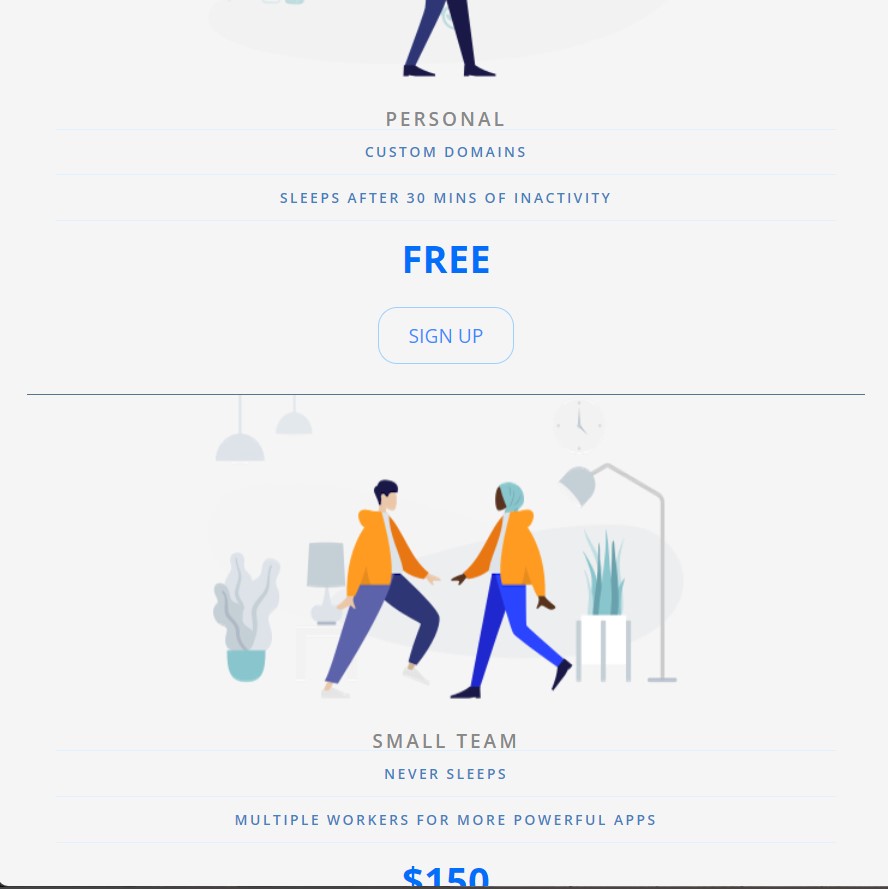 PERSONAL
CUSTOM DOMAINS
SLEEPS AFTER 30 MINS OF INACTIVITY
FREE
SIGN UP
SMALL TEAM
NEVER SLEEPS
MULTIPLE WORKERS FOR MORE POWERFUL APPS
$150